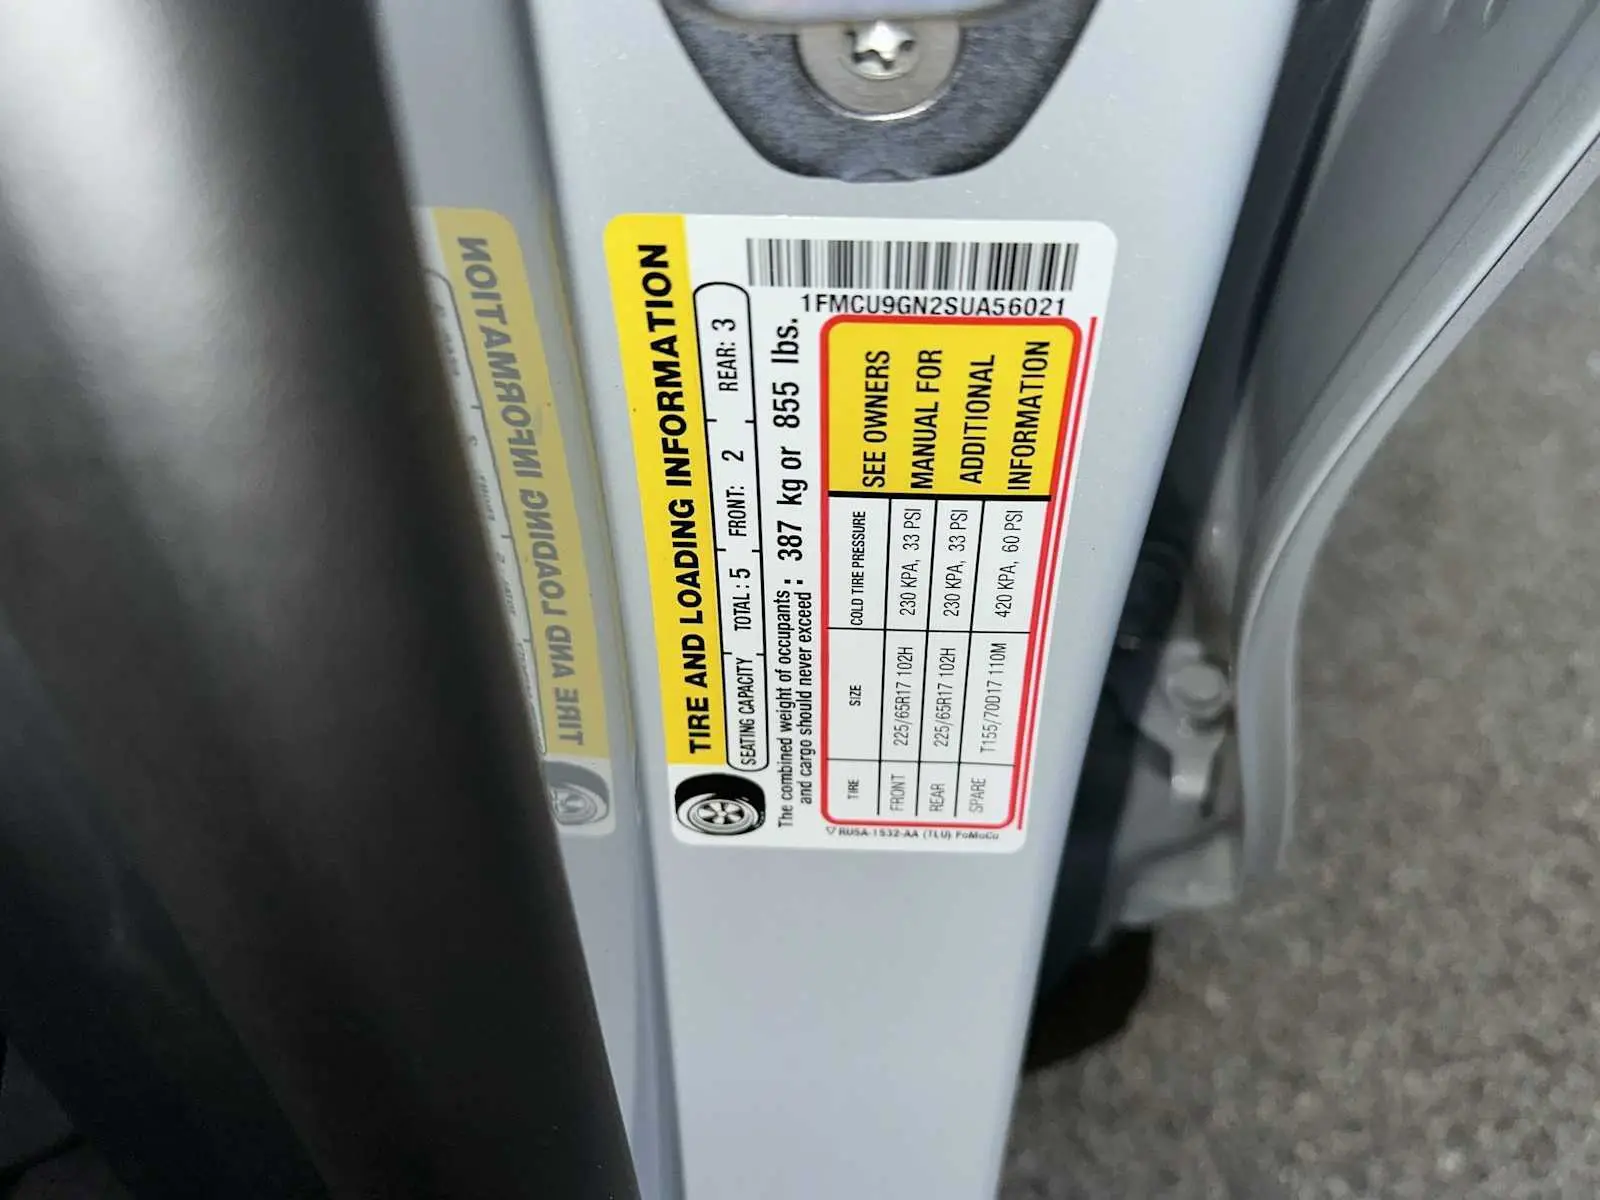 1FMCU9GN2SUA56021
TIRE AND LOADING INFORMATION
SEATING CAPACITY TOTAL : 5 FRONT: 2 REAR: 3
The combined weight of occupants and cargo should never exceed : 387 kg or 855 lbs.
TIRE SIZE COLD TIRE PRESSURE
FRONT 225/65R17 102H 230 KPA, 33 PSI
REAR 225/65R17 102H 230 KPA, 33 PSI
SPARE T155/70D17 110M 420 KPA, 60 PSI
SEE OWNERS
MANUAL FOR
ADDITIONAL
INFORMATION
RU5A-1532-AA (TLU) FoMoCo
TIRE AND LOADING INFORMATION